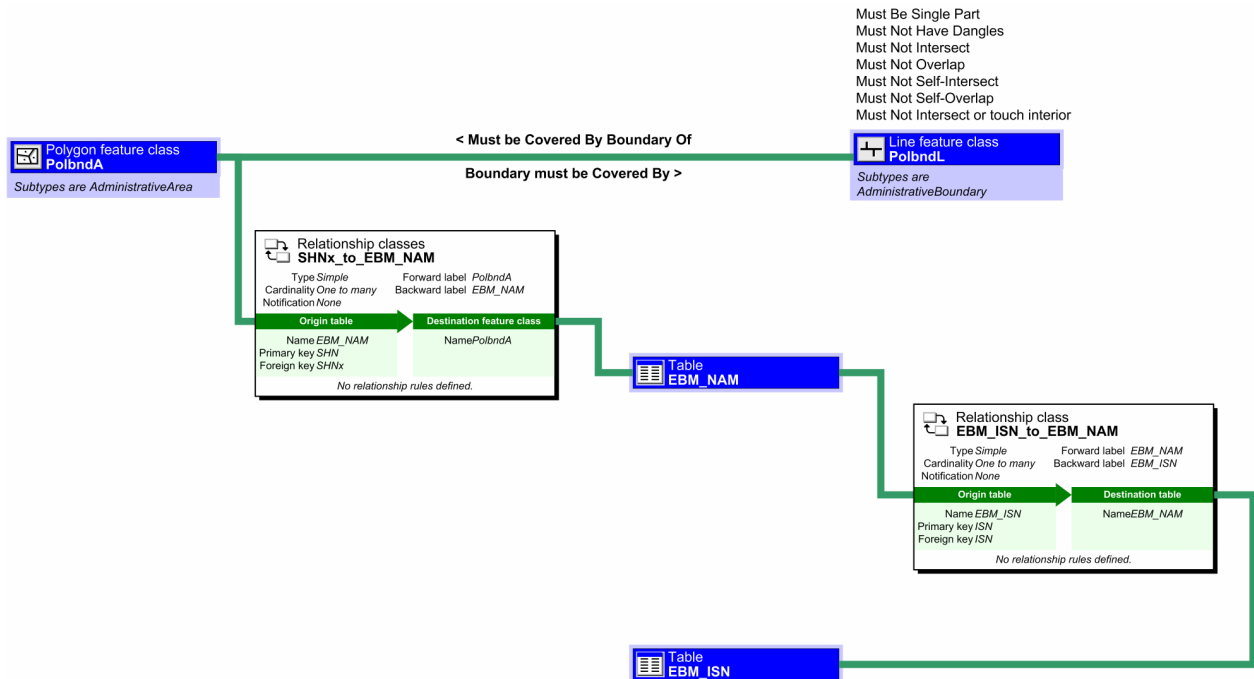 Must Be Single Part
Must Not Have Dangles
Must Not Intersect
Must Not Overlap
Must Not Self-Intersect
Must Not Self-Overlap
Must Not Intersect or touch interior
Polygon feature class
PolbndA
Subtypes are AdministrativeArea
< Must be Covered By Boundary Of
Boundary must be Covered By >
Line feature class
PolbndL
Subtypes are
AdministrativeBoundary
Relationship classes
SHNx_to_EBM_NAM
Type Simple Forward label PolbndA
Cardinality One to many Backward label EBM_NAM
Notification None
Origin table Destination feature class
Name EBM_NAM NamePolbndA
Primary key SHN
Foreign key SHNx
No relationship rules defined.
Table
EBM_NAM
Relationship class
EBM_ISN_to_EBM_NAM
Type Simple Forward label EBM_NAM
Cardinality One to many Backward label EBM_ISN
Notification None
Origin table Destination table
Name EBM_ISN NameEBM_NAM
Primary key ISN
Foreign key ISN
No relationship rules defined.
Table
EBM_ISN